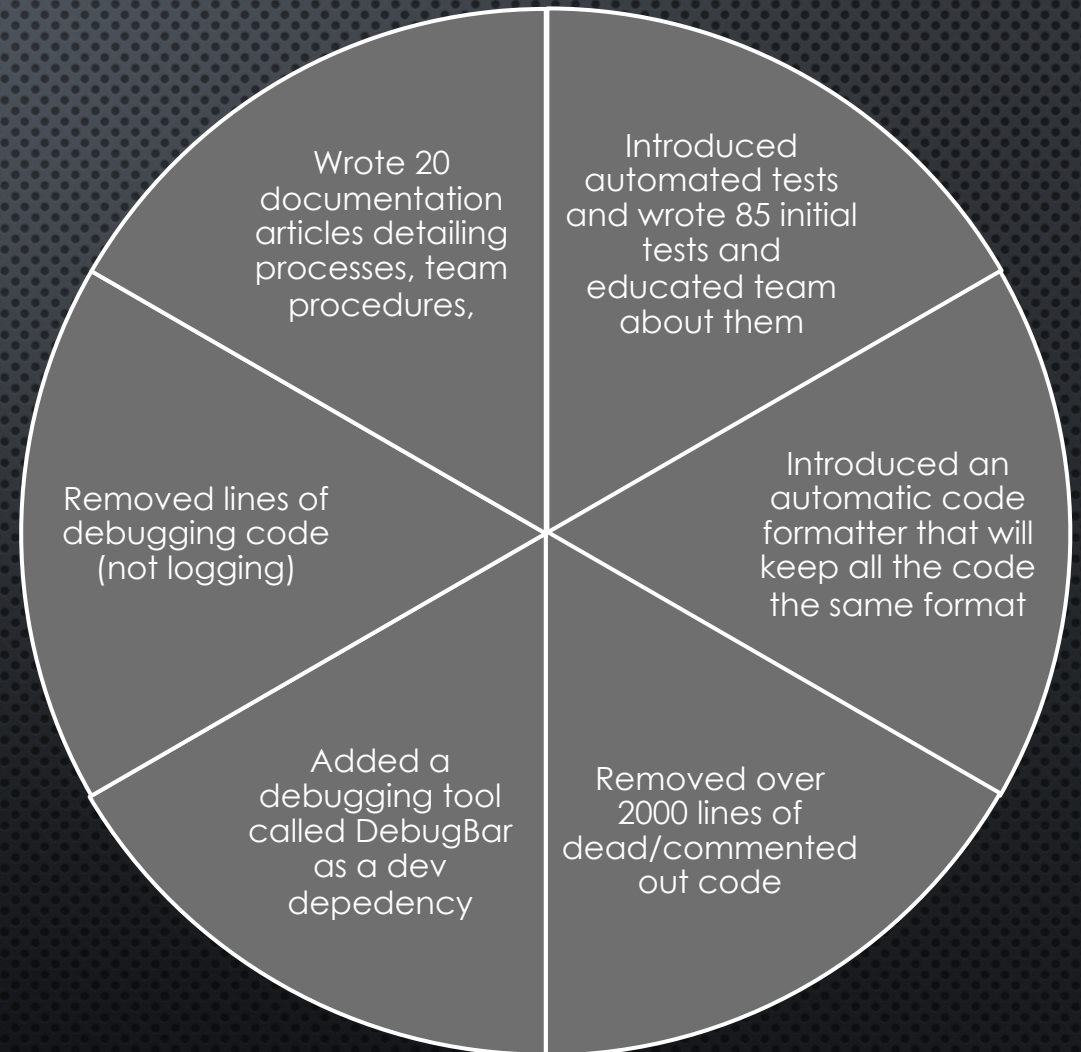 Introduced
automated tests
and wrote 85 initial
tests and
educated team
about them
Introduced an
automatic code
formatter that will
keep all the code
the same format
Removed over
2000 lines of
dead/commented
out code
Added a
debugging tool
called DebugBar
as a dev
depedency
Removed lines of
debugging code
(not logging)
Wrote 20
documentation
articles detailing
processes, team
procedures,